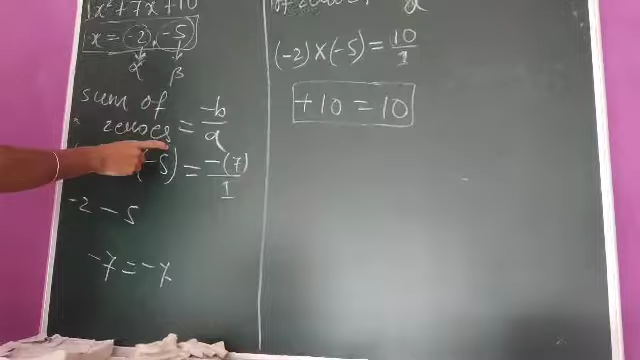 1x²+7x+10
x = (-2), (-5)
α β
sum of
zeroes = -b/a
-5) = -(7)/1
-2 - 5
-7 = -7
(-2) × (-5) = 10/1
+10 = 10